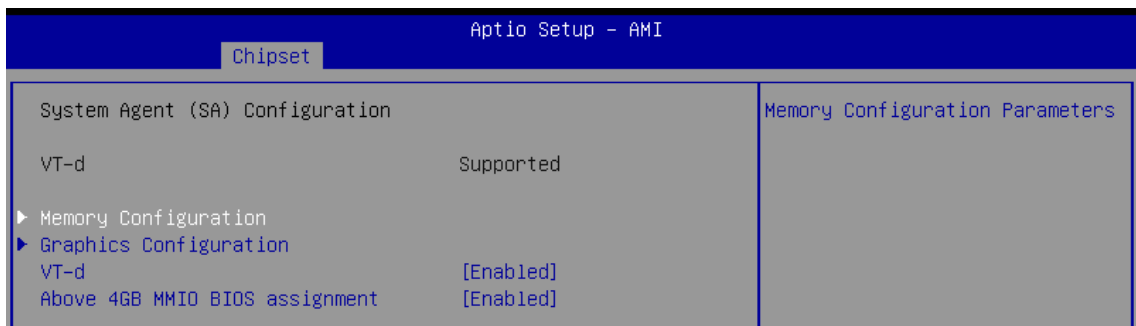 Aptio Setup – AMI
Chipset
System Agent (SA) Configuration
Memory Configuration Parameters
VT-d Supported
Memory Configuration
Graphics Configuration
VT-d [Enabled]
Above 4GB MMIO BIOS assignment [Enabled]